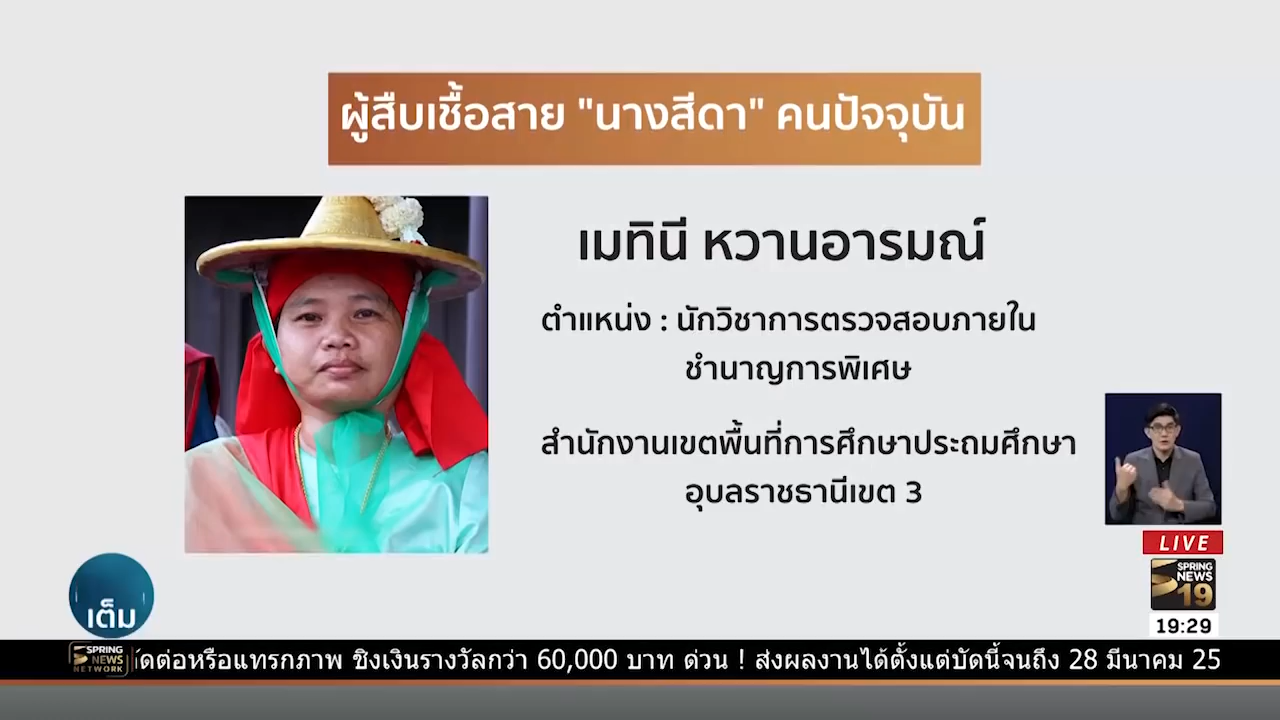 ผู้สืบเชื้อสาย "นางสีดา" คนปัจจุบัน
เมทินี หวานอารมณ์
ตำแหน่ง : นักวิชาการตรวจสอบภายใน
ชำนาญการพิเศษ
สำนักงานเขตพื้นที่การศึกษาประถมศึกษา
อุบลราชธานีเขต 3
LIVE
SPRING
NEWS
19
19:29
เต็ม
SPRING
NEWS
NETWORK
ัดต่อหรือแทรกภาพ ชิงเงินรางวัลกว่า 60,000 บาท ด่วน ! ส่งผลงานได้ตั้งแต่บัดนี้จนถึง 28 มีนาคม 25